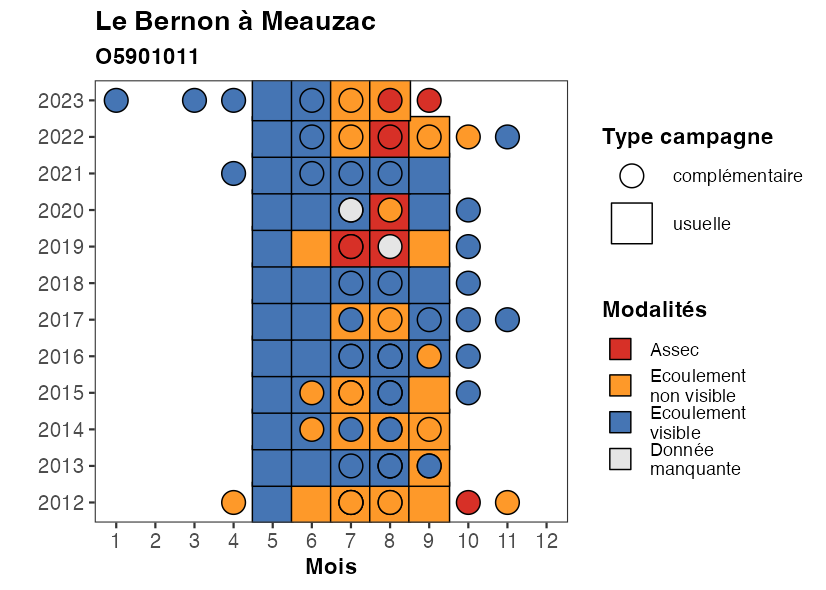 Le Bernon à Meauzac
O5901011
2023
2022
2021
2020
2019
2018
2017
2016
2015
2014
2013
2012
1 2 3 4 5 6 7 8 9 10 11 12
Mois
Type campagne
complémentaire
usuelle
Modalités
Assec
Ecoulement
non visible
Ecoulement
visible
Donnée
manquante